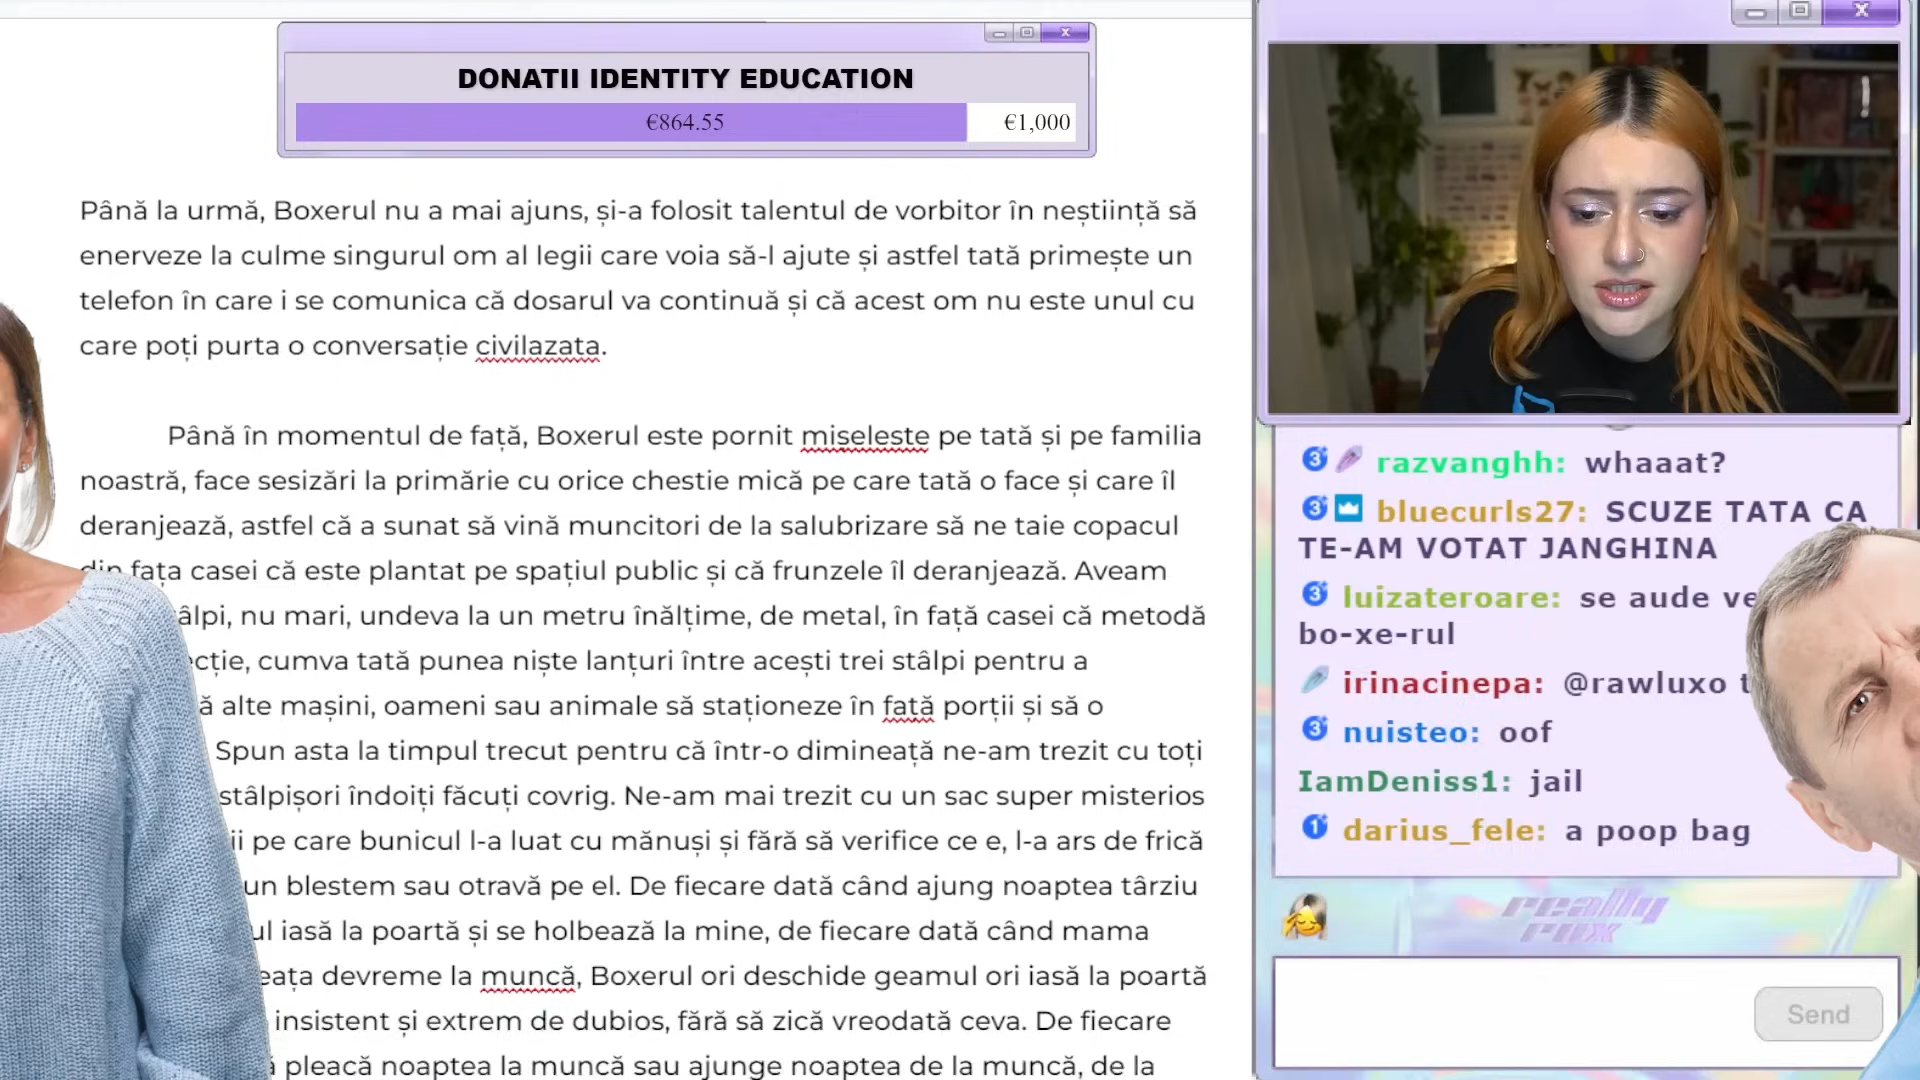 DONATII IDENTITY EDUCATION
€864.55
€1,000
Până la urmă, Boxerul nu a mai ajuns, și-a folosit talentul de vorbitor în neștiință să
enerveze la culme singurul om al legii care voia să-l ajute și astfel tată primește un
telefon în care i se comunica că dosarul va continuă și că acest om nu este unul cu
care poți purta o conversație civilazata.
Până în momentul de față, Boxerul este pornit mișelește pe tată și pe familia
noastră, face sesizări la primărie cu orice chestie mică pe care tată o face și care îl
deranjează, astfel că a sunat să vină muncitori de la salubrizare să ne taie copacul
din fața casei că este plantat pe spațiul public și că frunzele îl deranjează. Aveam
nu mari, undeva la un metru înălțime, de metal, în față casei că metodă
cumva tată punea niște lanțuri între acești trei stâlpi pentru a
alte mașini, oameni sau animale să staționeze în față porții și să o
Spun asta la timpul trecut pentru că într-o dimineață ne-am trezit cu toți
stâlpișori îndoiți făcuți covrig. Ne-am mai trezit cu un sac super misterios
pe care bunicul l-a luat cu mănuși și fără să verifice ce e, l-a ars de frică
un blestem sau otravă pe el. De fiecare dată când ajung noaptea târziu
iasă la poartă și se holbează la mine, de fiecare dată când mama
devreme la muncă, Boxerul ori deschide geamul ori iasă la poartă
insistent și extrem de dubios, fără să zică vreodată ceva. De fiecare
pleacă noaptea la muncă sau ajunge noaptea de la muncă, de la
razvanghh: whaaat?
bluecurls27: SCUZE TATA CA
TE-AM VOTAT JANGHINA
luizateroare: se aude
bo-xe-rul
irinacinepa: @rawluxo
nuisteo: oof
IamDeniss1: jail
darius_fele: a poop bag
really
rux
Send